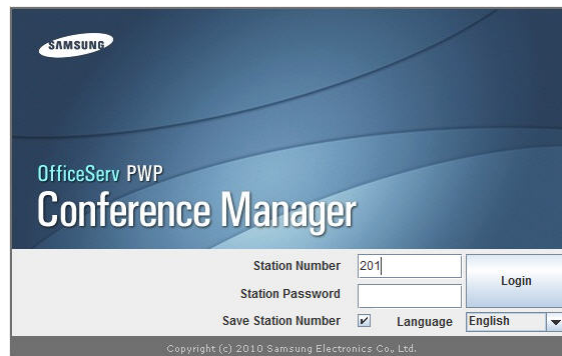 SAMSUNG
OfficeServ PWP
Conference Manager
Station Number 201
Login
Station Password
Save Station Number Language English
Copyright (c) 2010 Samsung Electronics Co., Ltd.